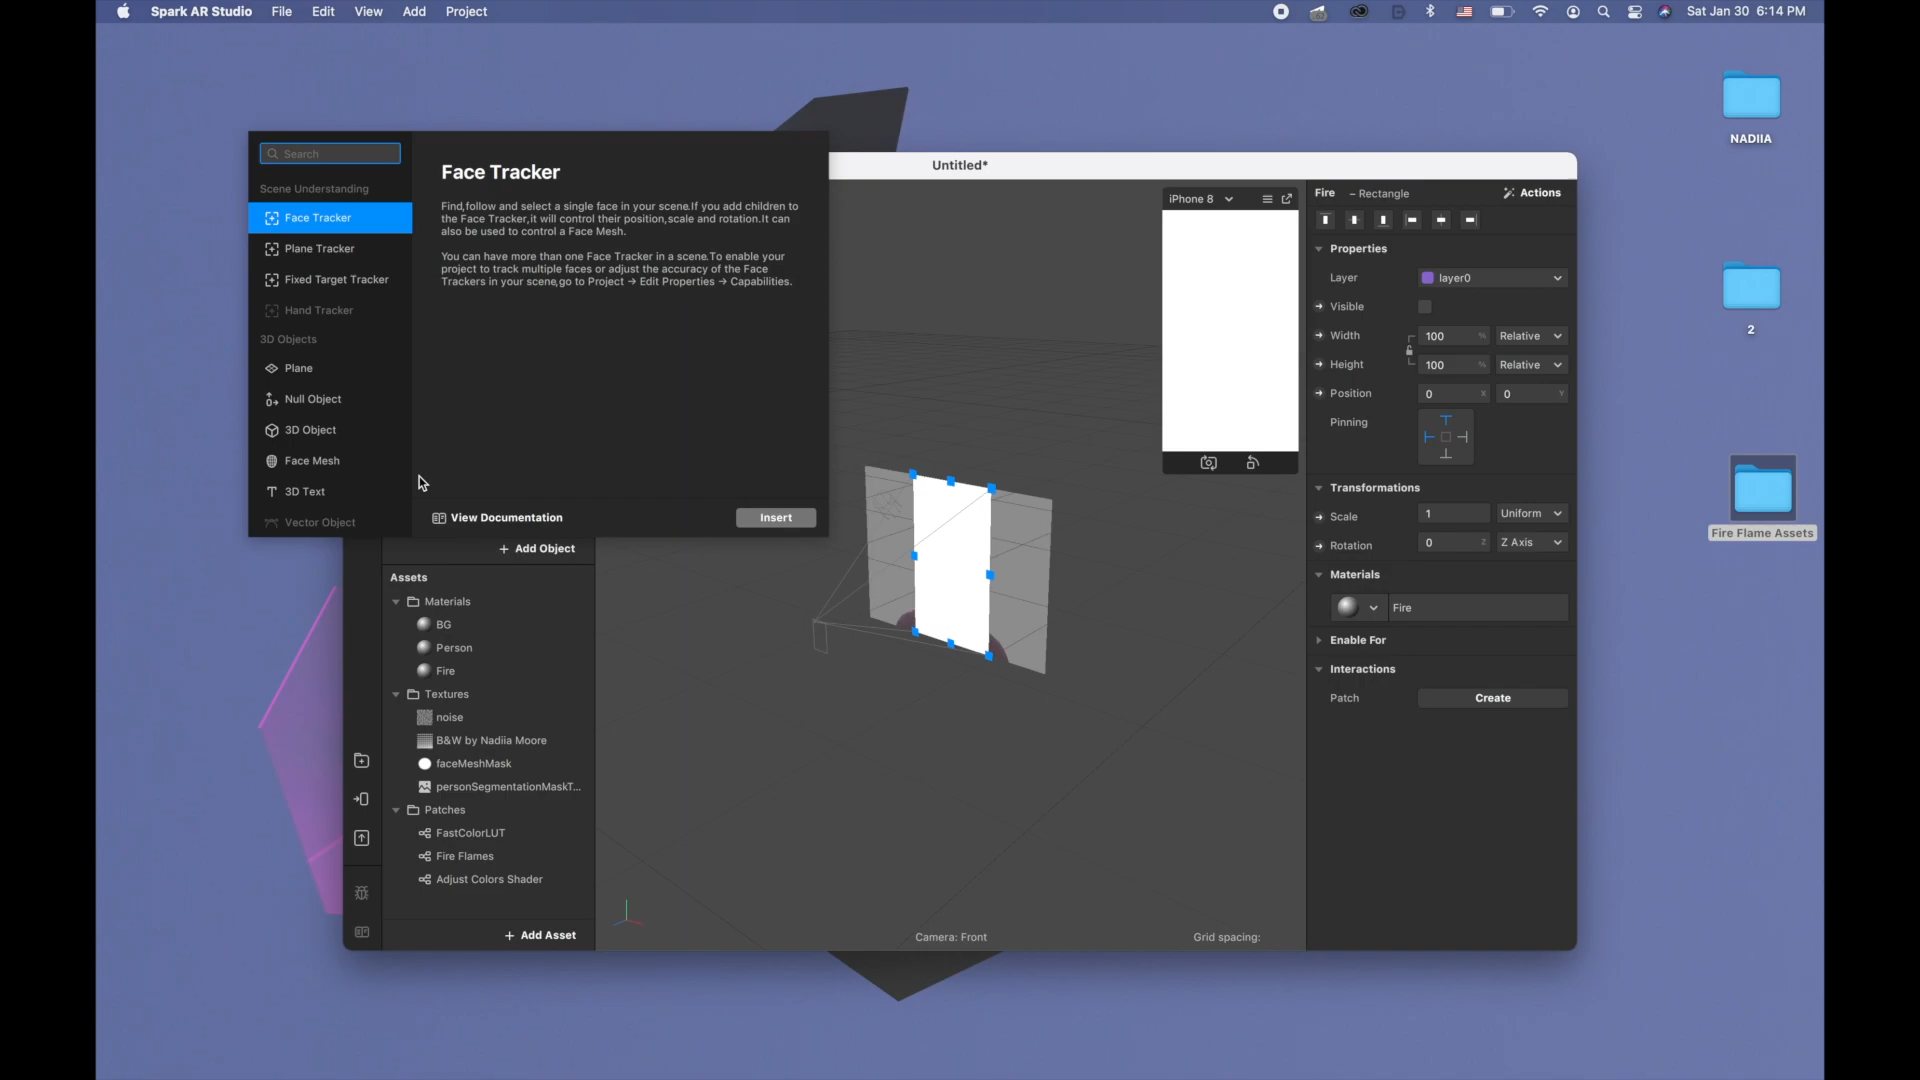 Spark AR Studio File Edit View Add Project
Sat Jan 30 6:14 PM
NADIIA
2
Fire Flame Assets
Search
Scene Understanding
Face Tracker
Plane Tracker
Fixed Target Tracker
Hand Tracker
3D Objects
Plane
Null Object
3D Object
Face Mesh
3D Text
Vector Object
Face Tracker
Find,follow and select a single face in your scene.If you add children to
the Face Tracker,it will control their position,scale and rotation.It can
also be used to control a Face Mesh.
You can have more than one Face Tracker in a scene.To enable your
project to track multiple faces or adjust the accuracy of the Face
Trackers in your scene,go to Project → Edit Properties → Capabilities.
View Documentation
Insert
Untitled*
+ Add Object
Assets
Materials
BG
Person
Fire
Textures
noise
B&W by Nadiia Moore
faceMeshMask
personSegmentationMaskT...
Patches
FastColorLUT
Fire Flames
Adjust Colors Shader
+ Add Asset
iPhone 8
Camera: Front
Grid spacing:
Fire – Rectangle
Actions
Properties
Layer layer0
Visible
Width 100 % Relative
Height 100 % Relative
Position 0 X 0 Y
Pinning
Transformations
Scale 1 Uniform
Rotation 0 Z Z Axis
Materials
Fire
Enable For
Interactions
Patch Create